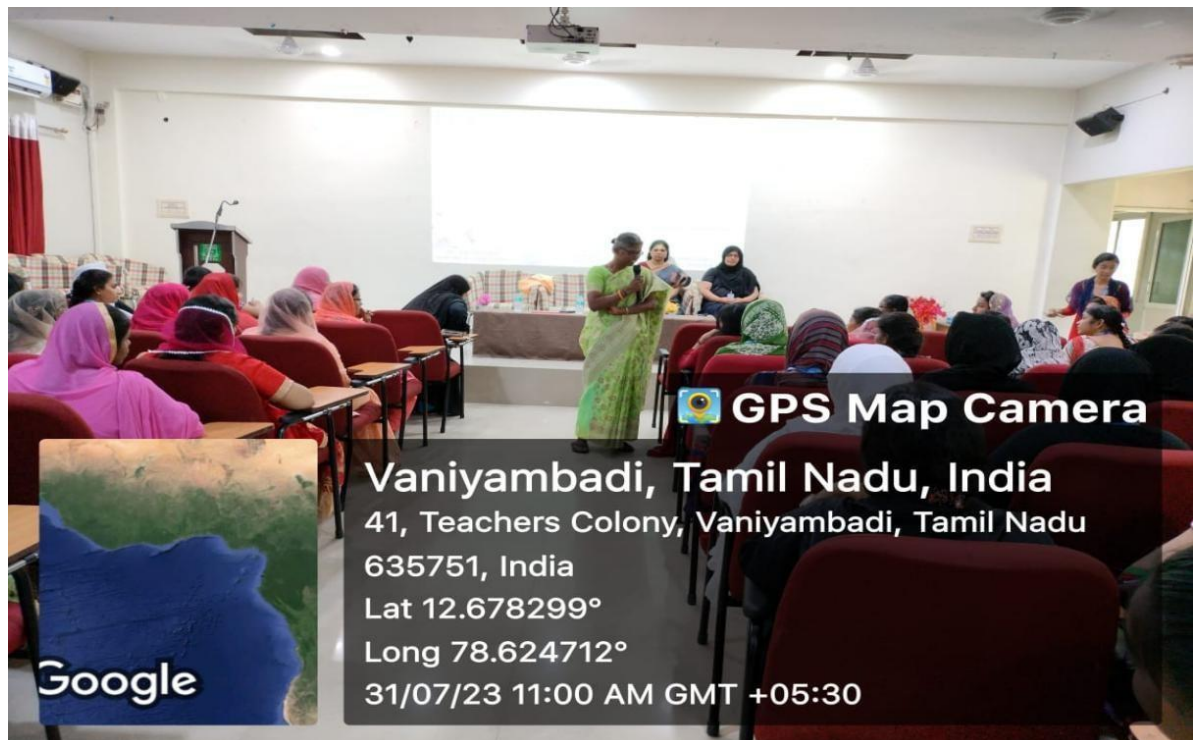 GPS Map Camera
Vaniyambadi, Tamil Nadu, India
41, Teachers Colony, Vaniyambadi, Tamil Nadu
635751, India
Lat 12.678299°
Long 78.624712°
31/07/23 11:00 AM GMT +05:30
Google